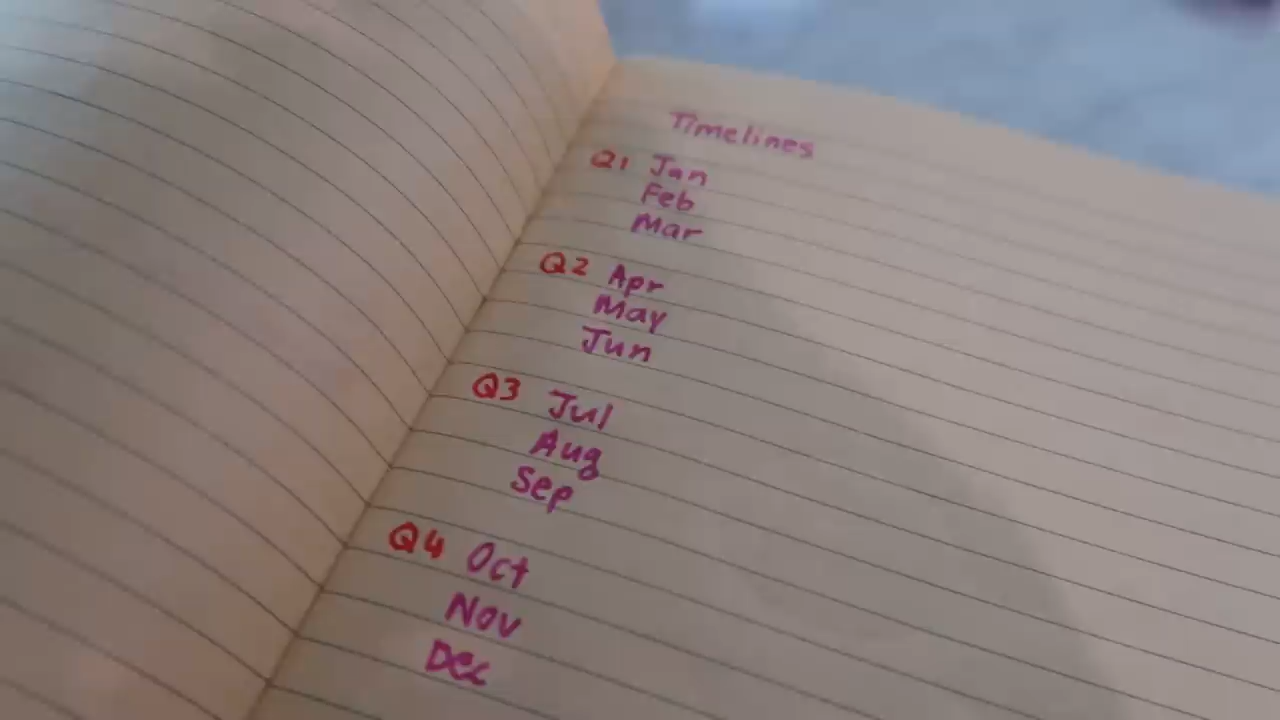 Timelines
Q1 Jan
Feb
Mar
Q2 Apr
May
Jun
Q3 Jul
Aug
Sep
Q4 Oct
Nov
Dec